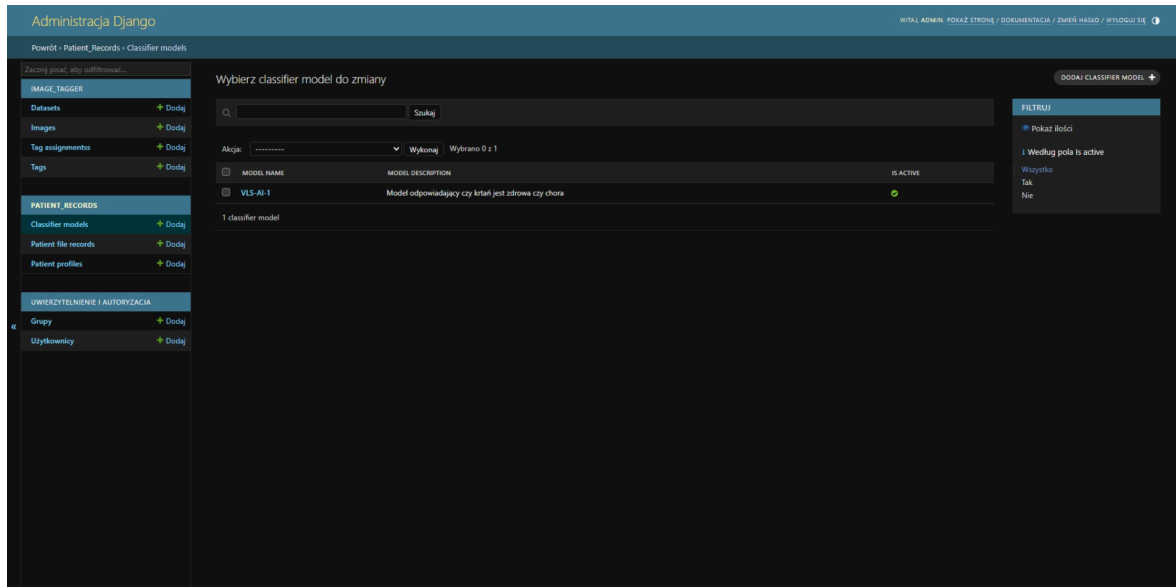 Administracja Django
WITAJ, ADMIN. POKAŻ STRONĘ / DOKUMENTACJA / ZMIEŃ HASŁO / WYLOGUJ SIĘ
Powrót › Patient_Records › Classifier models
Zacznij pisać, aby odfiltrować...
IMAGE_TAGGER
Datasets + Dodaj
Images + Dodaj
Tag assignmentss + Dodaj
Tags + Dodaj
PATIENT_RECORDS
Classifier models + Dodaj
Patient file records + Dodaj
Patient profiles + Dodaj
UWIERZYTELNIENIE I AUTORYZACJA
Grupy + Dodaj
Użytkownicy + Dodaj
«
Wybierz classifier model do zmiany
DODAJ CLASSIFIER MODEL +
Szukaj
Akcja: --------- Wykonaj Wybrano 0 z 1
MODEL NAME MODEL DESCRIPTION IS ACTIVE
VLS-AI-1 Model odpowiadający czy krtań jest zdrowa czy chora
1 classifier model
FILTRUJ
Pokaż ilości
↓ Według pola Is active
Wszystko
Tak
Nie